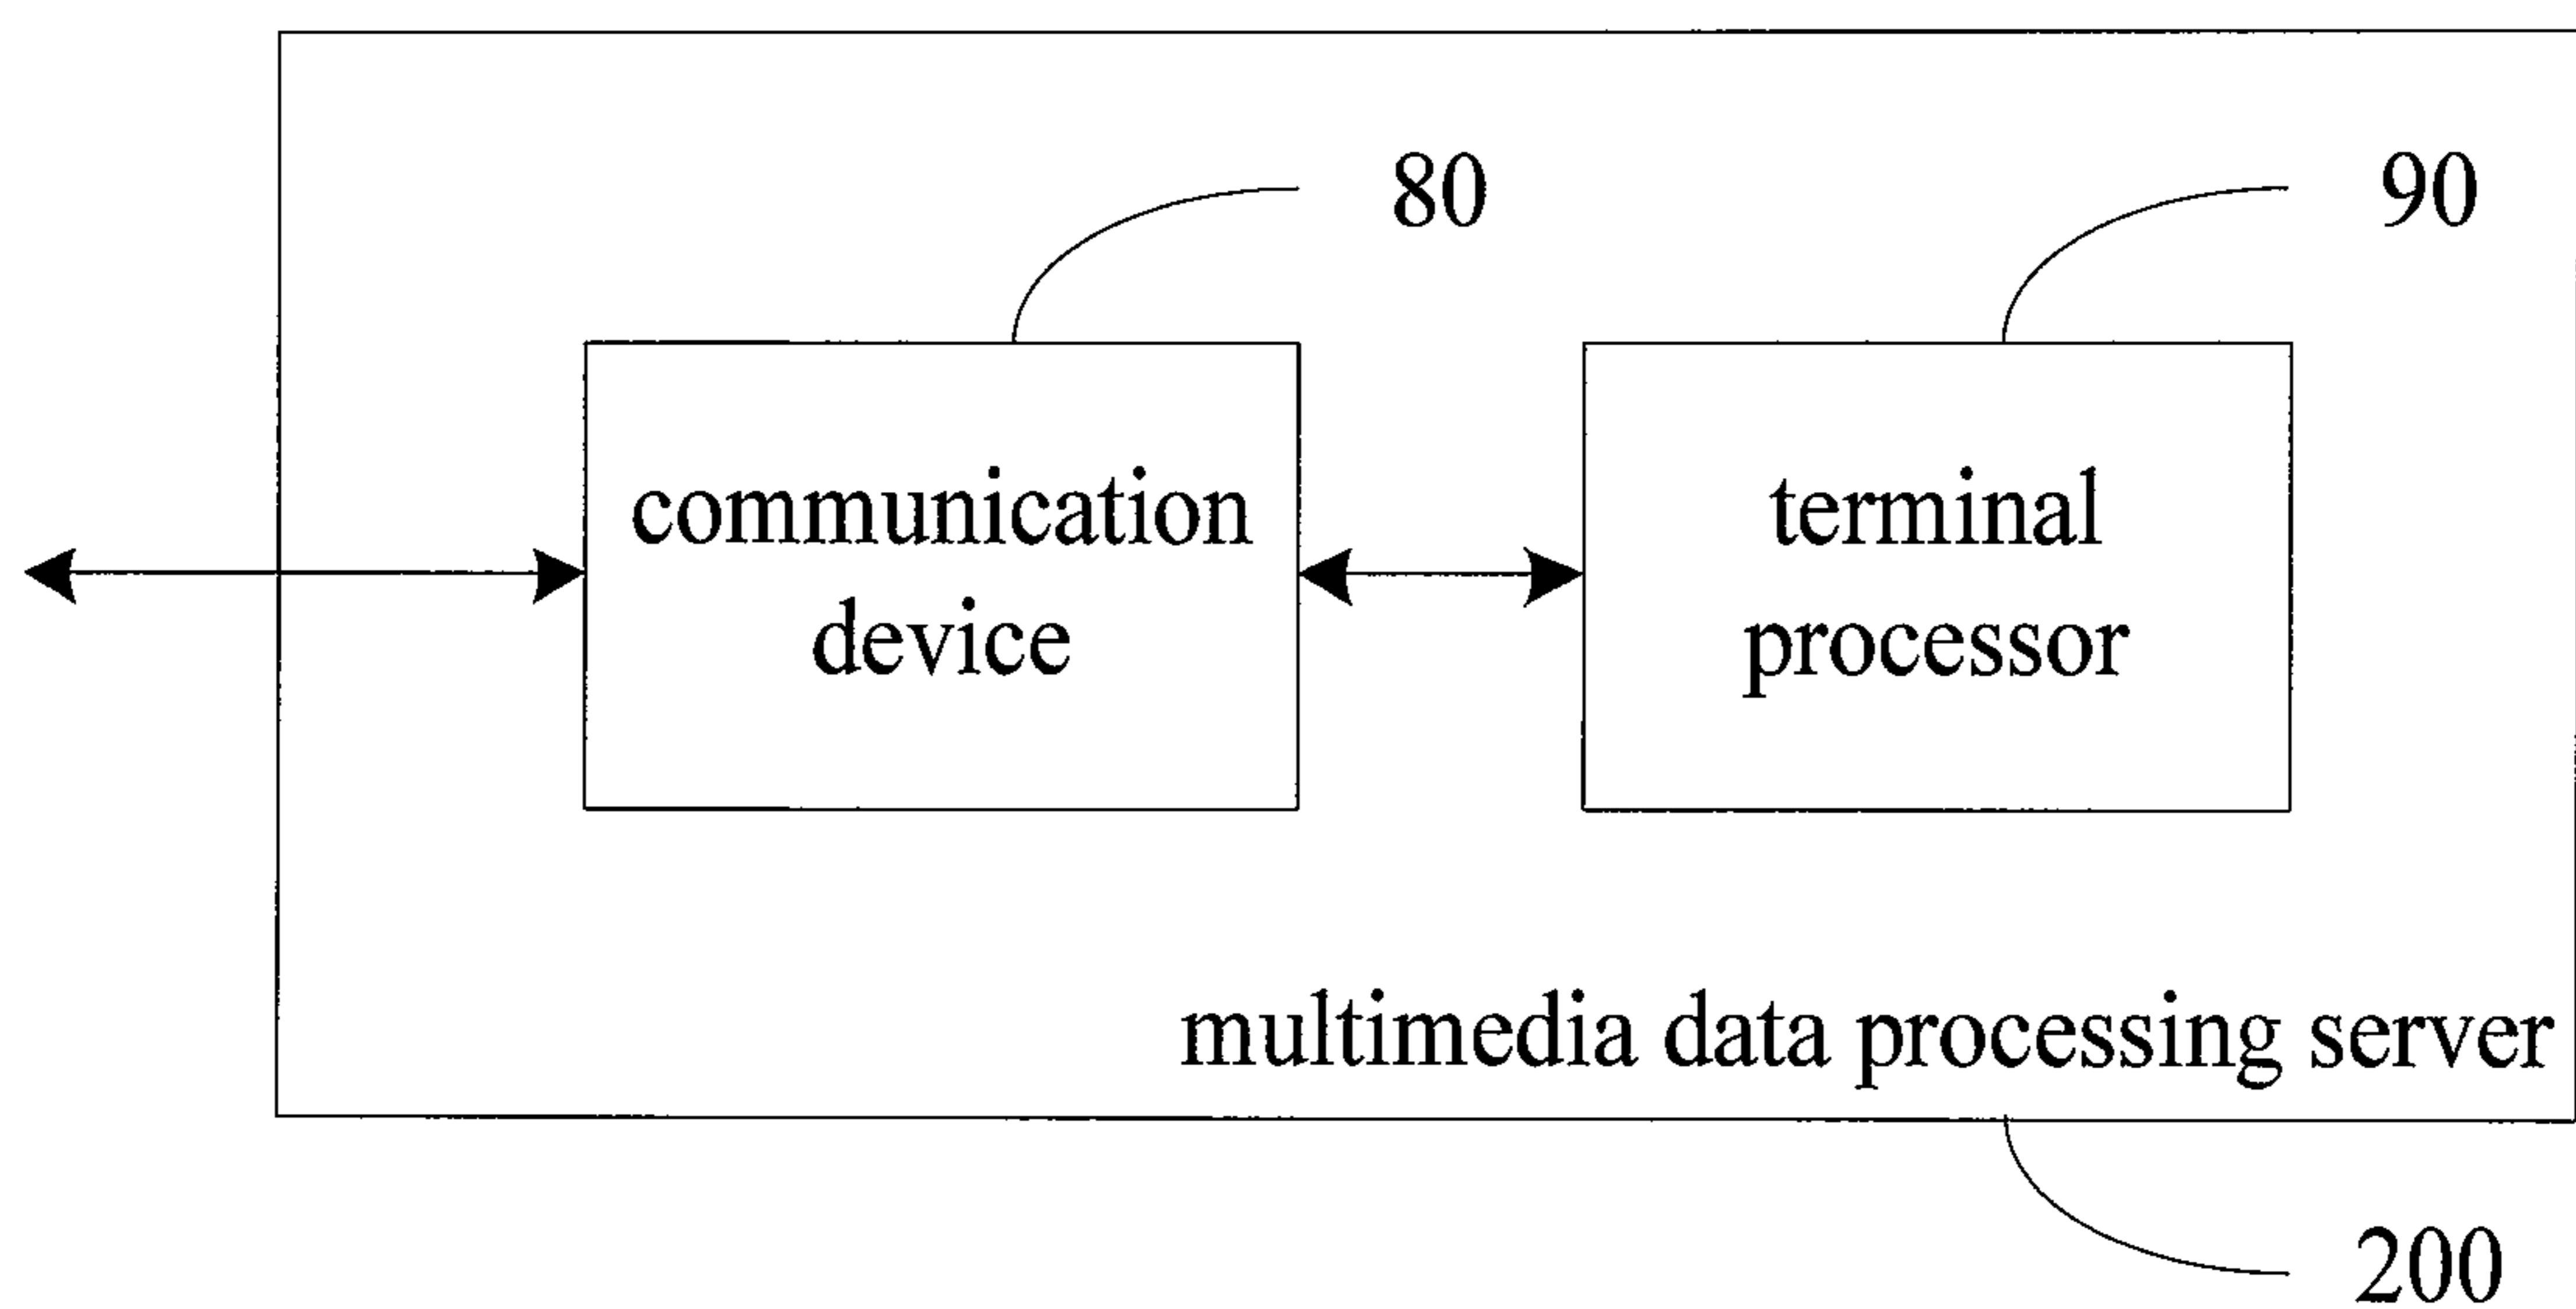 80
90
communication
device
terminal
processor
multimedia data processing server
200